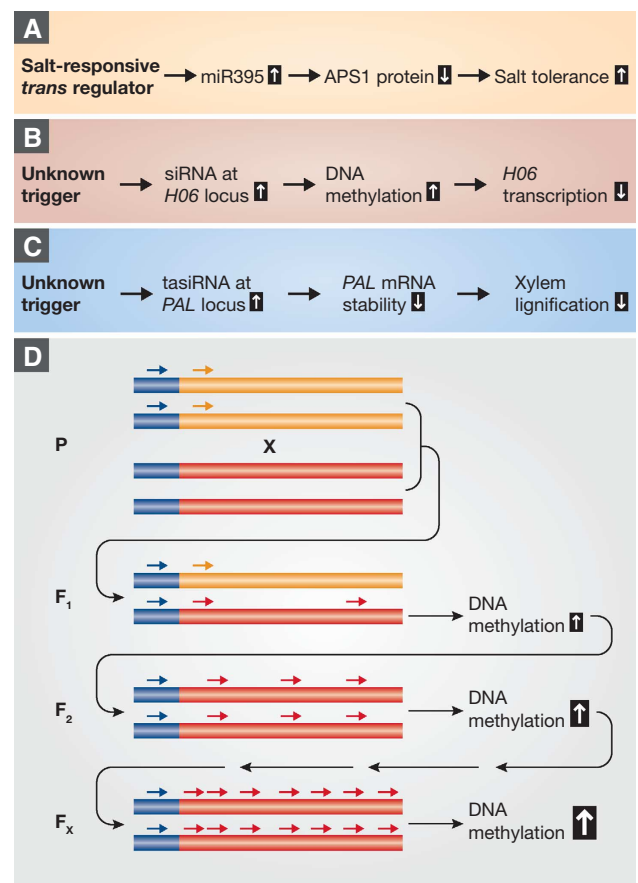 A
Salt-responsive
trans regulator
miR395 ↑
APS1 protein ↓
Salt tolerance ↑
B
Unknown
trigger
siRNA at
H06 locus ↑
DNA
methylation ↑
H06
transcription ↓
C
Unknown
trigger
tasiRNA at
PAL locus ↑
PAL mRNA
stability ↓
Xylem
lignification ↓
D
P
X
F1
DNA
methylation ↑
F2
DNA
methylation ↑
FX
DNA
methylation ↑